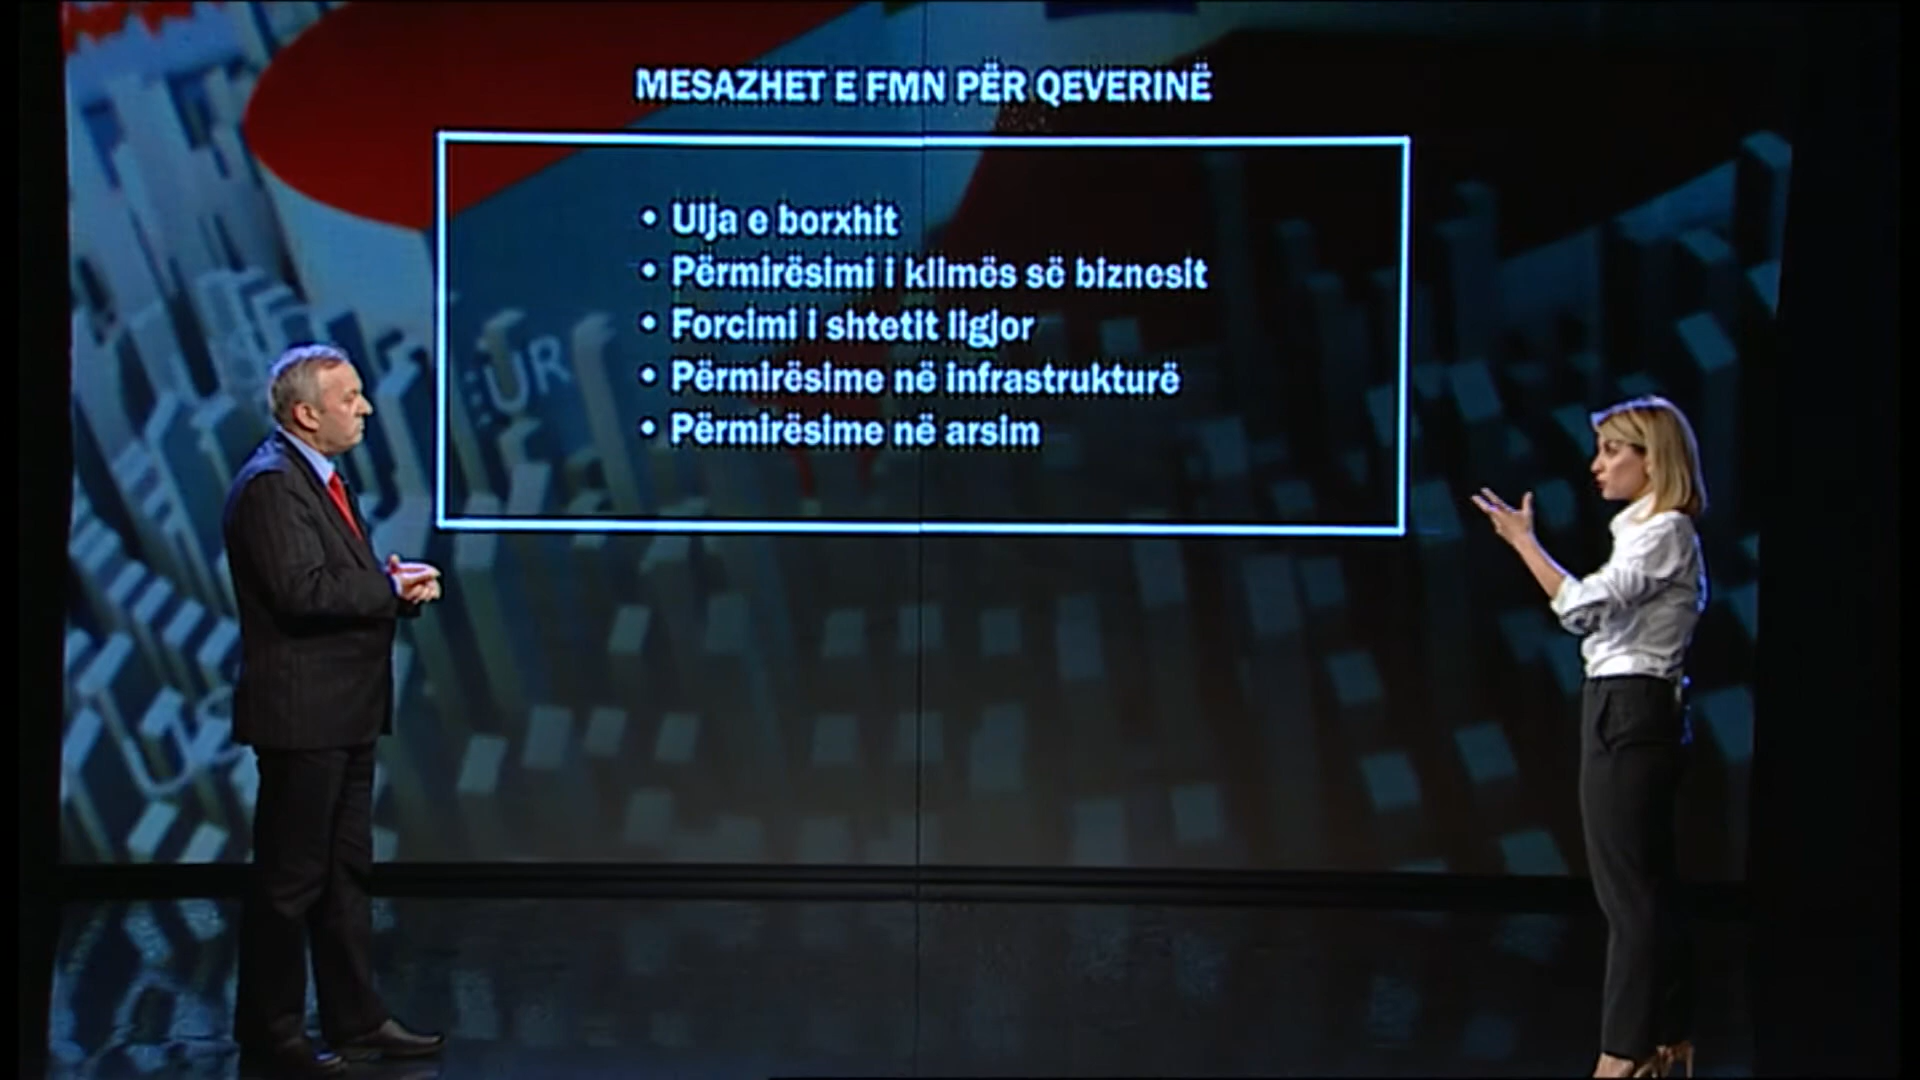 MESAZHET E FMN PËR QEVERINË
• Ulja e borxhit
• Përmirësimi i klimës së biznesit
• Forcimi i shtetit ligjor
• Përmirësime në infrastrukturë
• Përmirësime në arsim